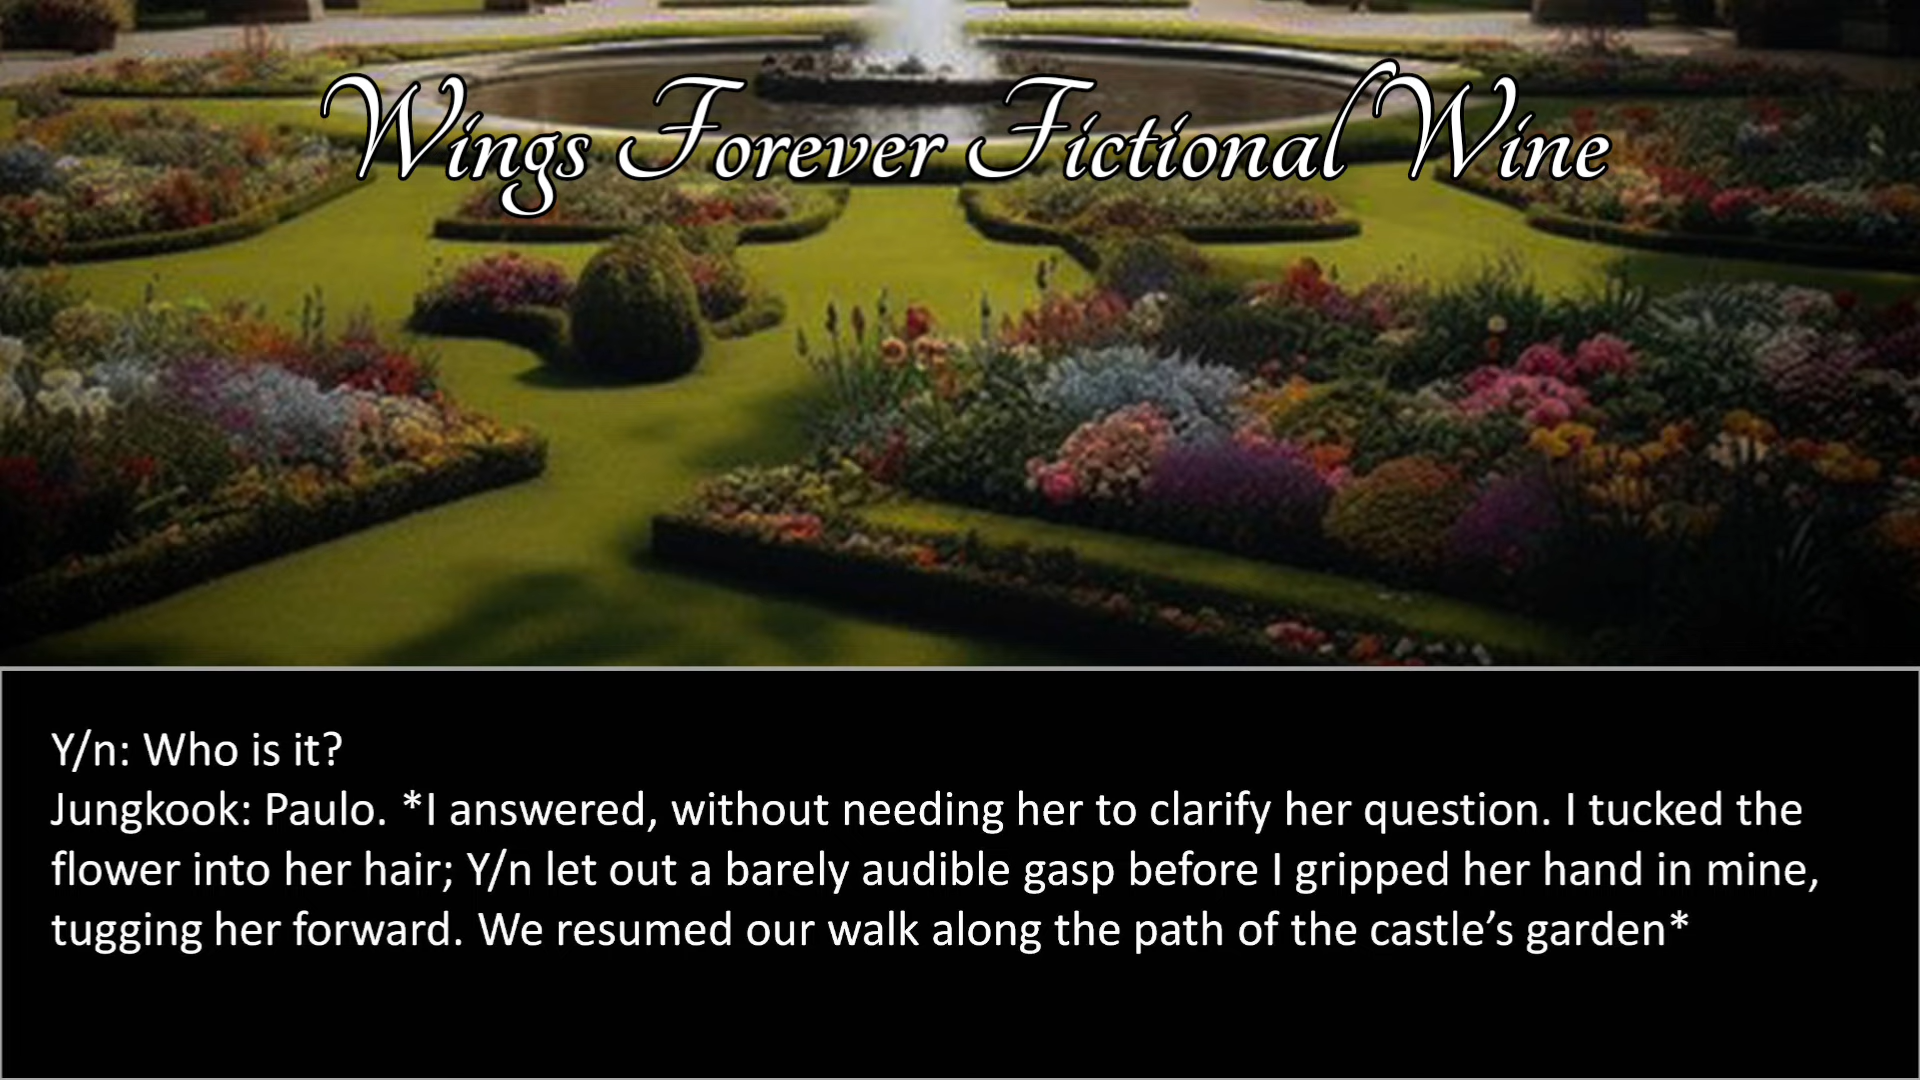 Wings Forever Fictional Wine
Y/n: Who is it?
Jungkook: Paulo. *I answered, without needing her to clarify her question. I tucked the
flower into her hair; Y/n let out a barely audible gasp before I gripped her hand in mine,
tugging her forward. We resumed our walk along the path of the castle’s garden*